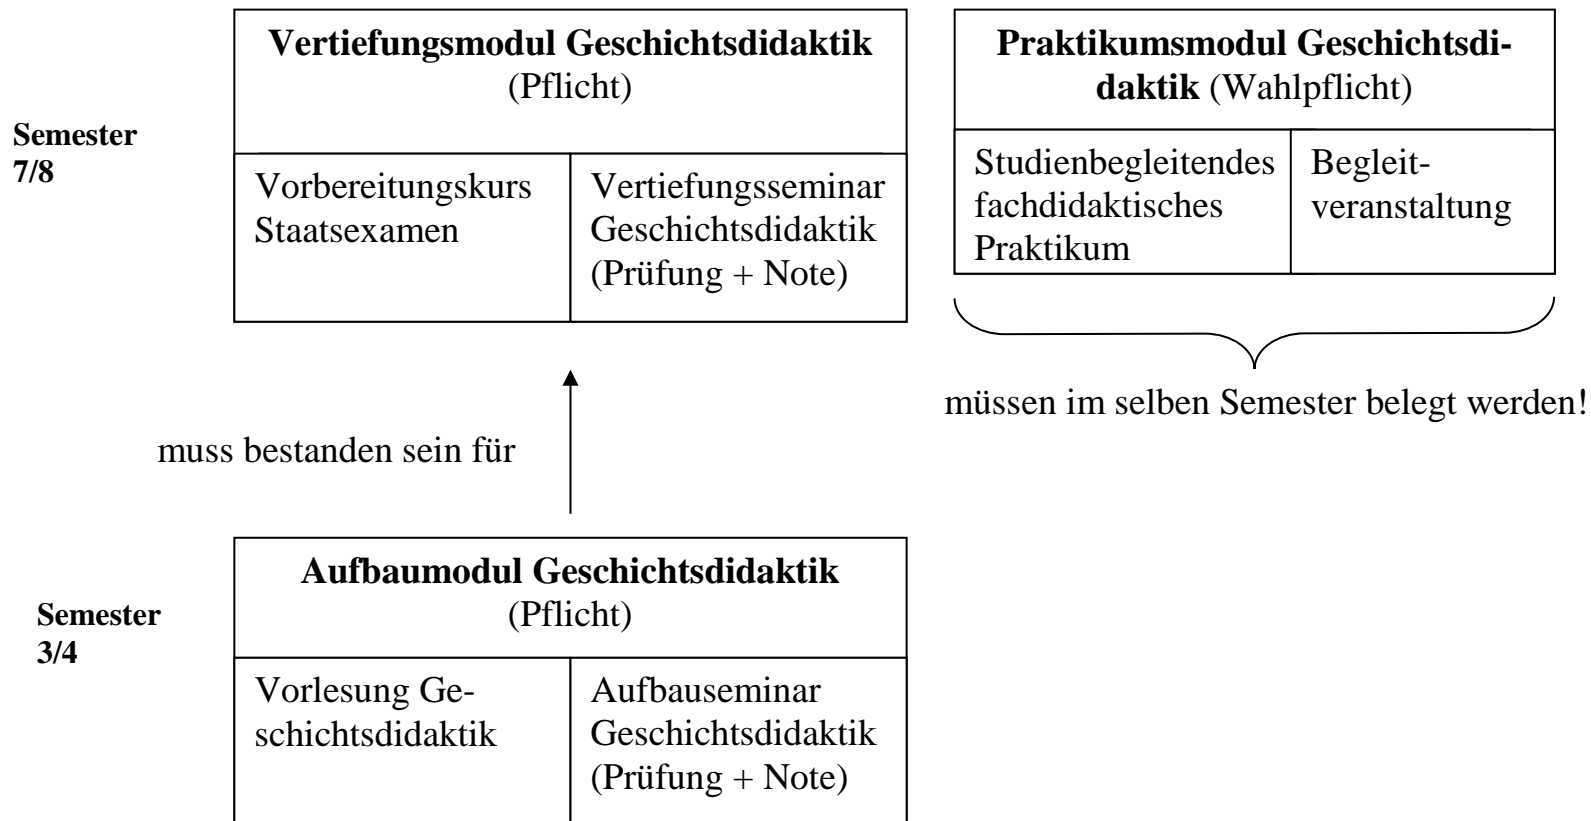 Vertiefungsmodul Geschichtsdidaktik
(Pflicht)
Praktikumsmodul Geschichtsdi-
daktik (Wahlpflicht)
Semester
7/8
Vorbereitungskurs
Staatsexamen
Vertiefungsseminar
Geschichtsdidaktik
(Prüfung + Note)
Studienbegleitendes
fachdidaktisches
Praktikum
Begleit-
veranstaltung
müssen im selben Semester belegt werden!
muss bestanden sein für
Aufbaumodul Geschichtsdidaktik
(Pflicht)
Semester
3/4
Vorlesung Ge-
schichtsdidaktik
Aufbauseminar
Geschichtsdidaktik
(Prüfung + Note)